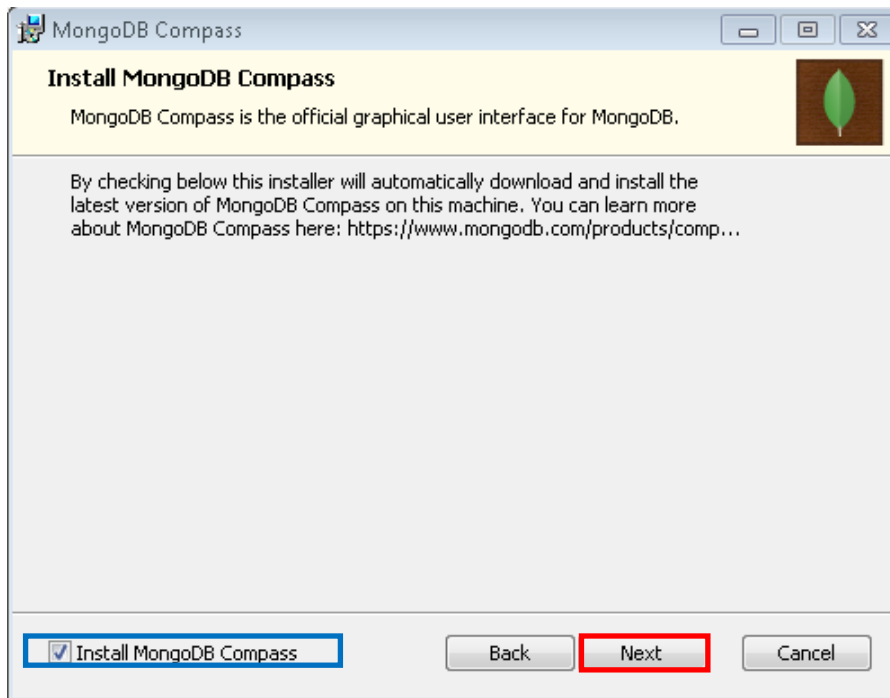 MongoDB Compass
Install MongoDB Compass
MongoDB Compass is the official graphical user interface for MongoDB.
By checking below this installer will automatically download and install the
latest version of MongoDB Compass on this machine. You can learn more
about MongoDB Compass here: https://www.mongodb.com/products/comp...
Install MongoDB Compass
Back
Next
Cancel